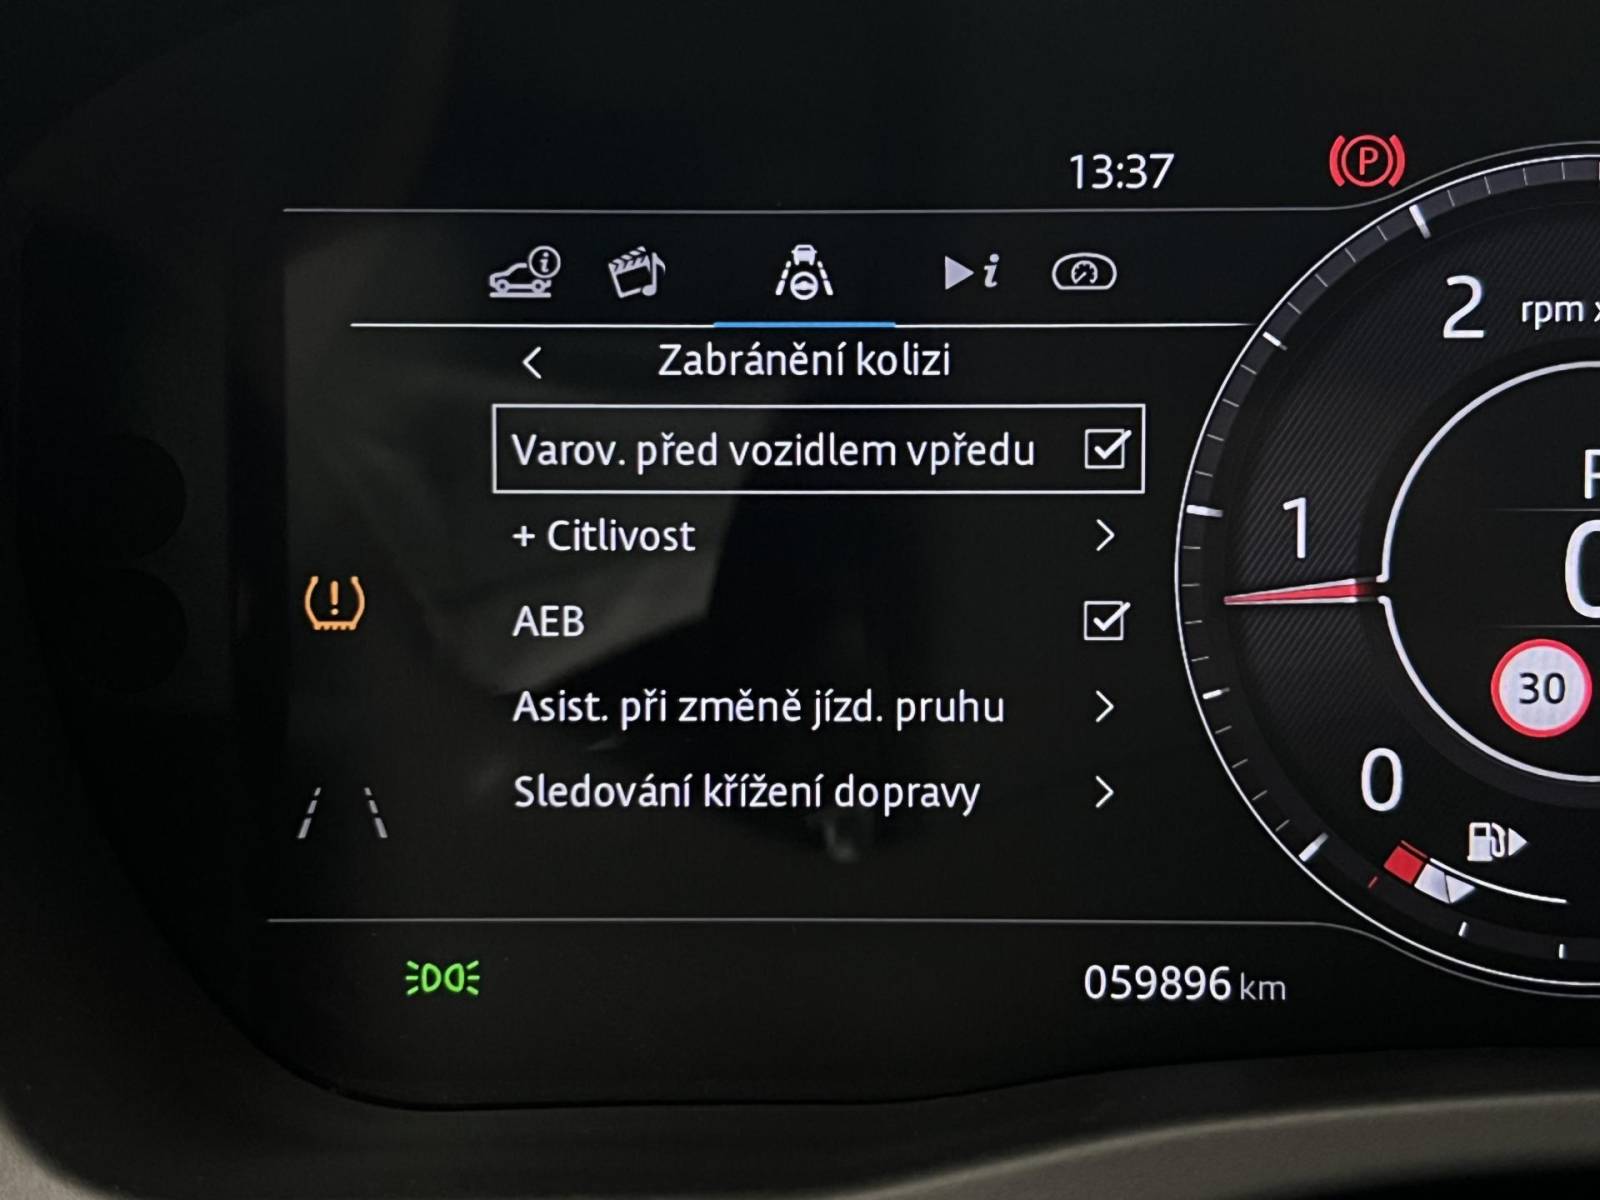 13:37
Zabránění kolizi
Varov. před vozidlem vpředu
+ Citlivost
AEB
Asist. při změně jízd. pruhu
Sledování křížení dopravy
2 rpm
1
0
30
059896 km